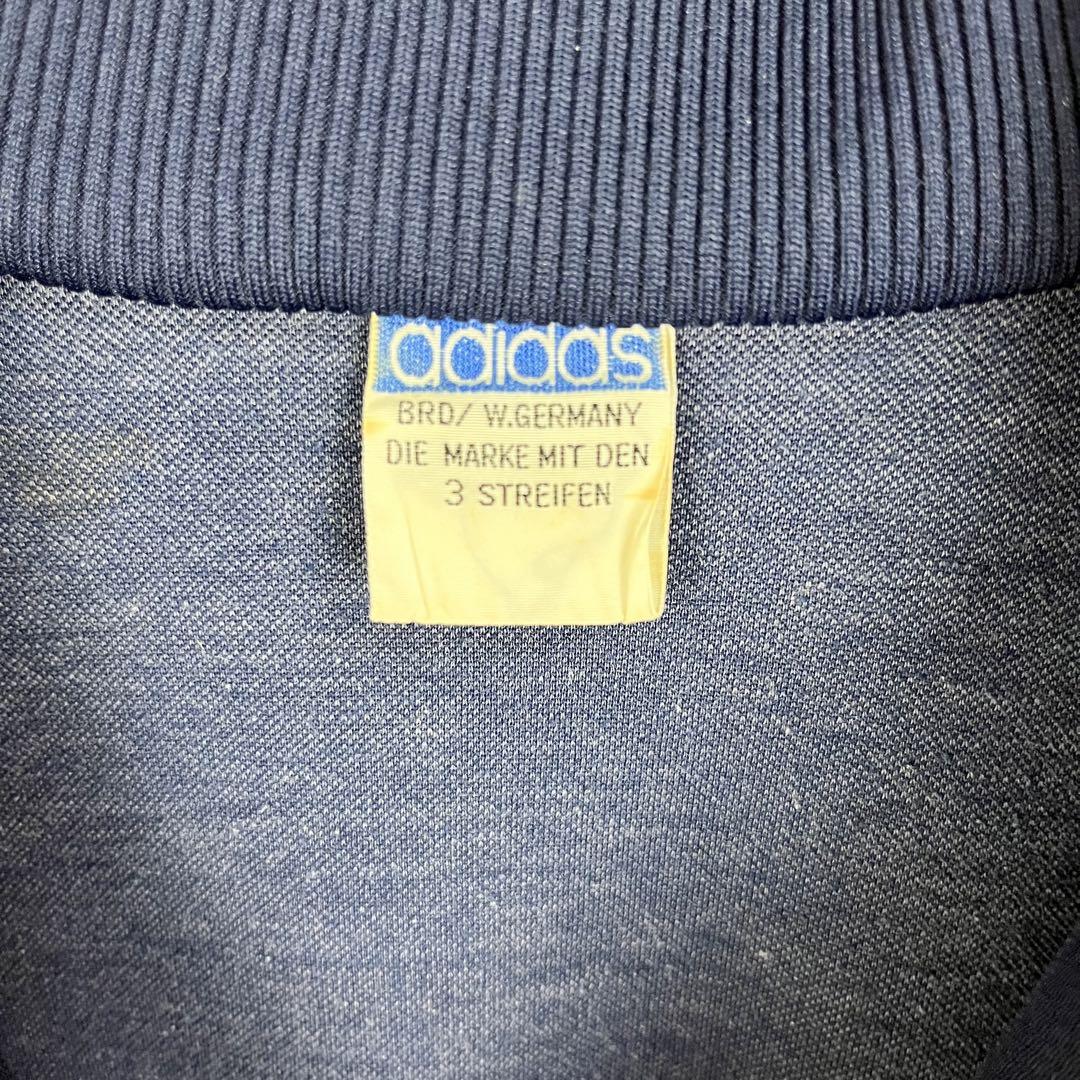 adidas
BRD/ W.GERMANY
DIE MARKE MIT DEN
3 STREIFEN